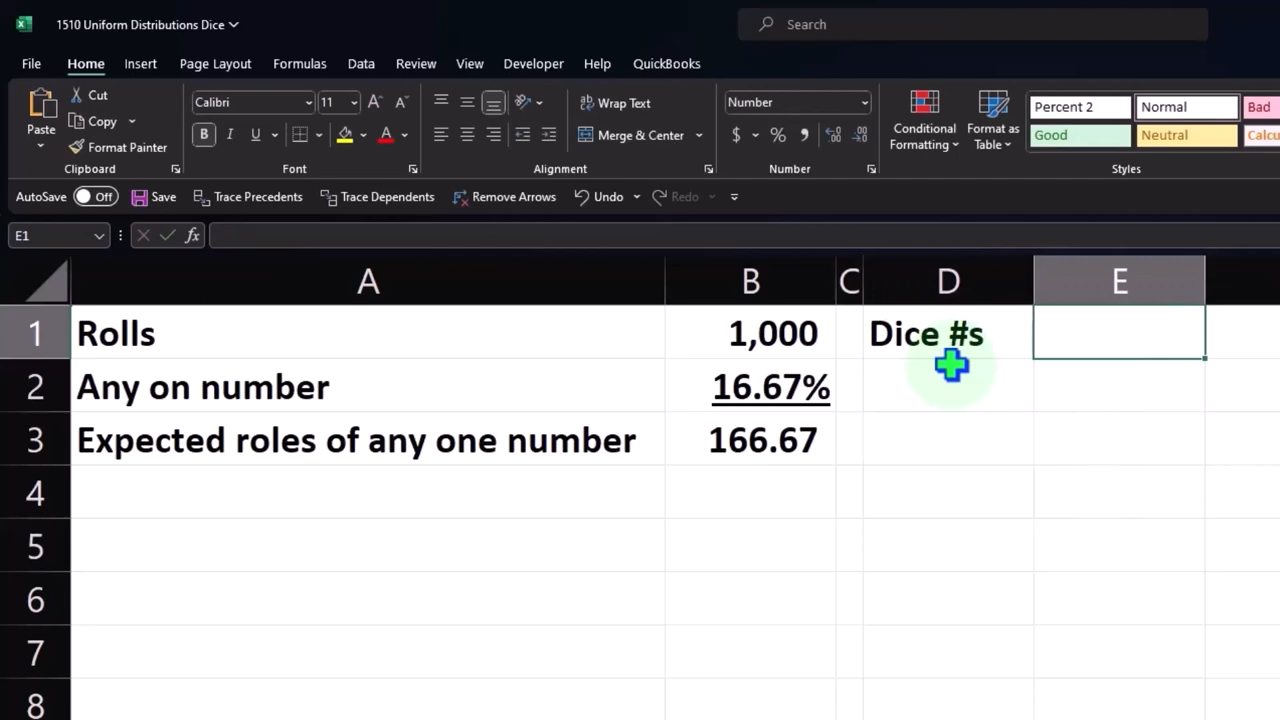 1510 Uniform Distributions Dice
Search
File Home Insert Page Layout Formulas Data Review View Developer Help QuickBooks
Paste
Cut
Copy
Format Painter
Clipboard
Calibri 11
B I U
Font
Wrap Text
Merge & Center
Alignment
Number
$ % ,
Number
Conditional Formatting
Format as Table
Percent 2 Normal Bad
Good Neutral Calcu
Styles
AutoSave Off Save Trace Precedents Trace Dependents Remove Arrows Undo Redo
E1 fx
A B C D E
1 Rolls 1,000 Dice #s
2 Any on number 16.67%
3 Expected roles of any one number 166.67
4
5
6
7
8